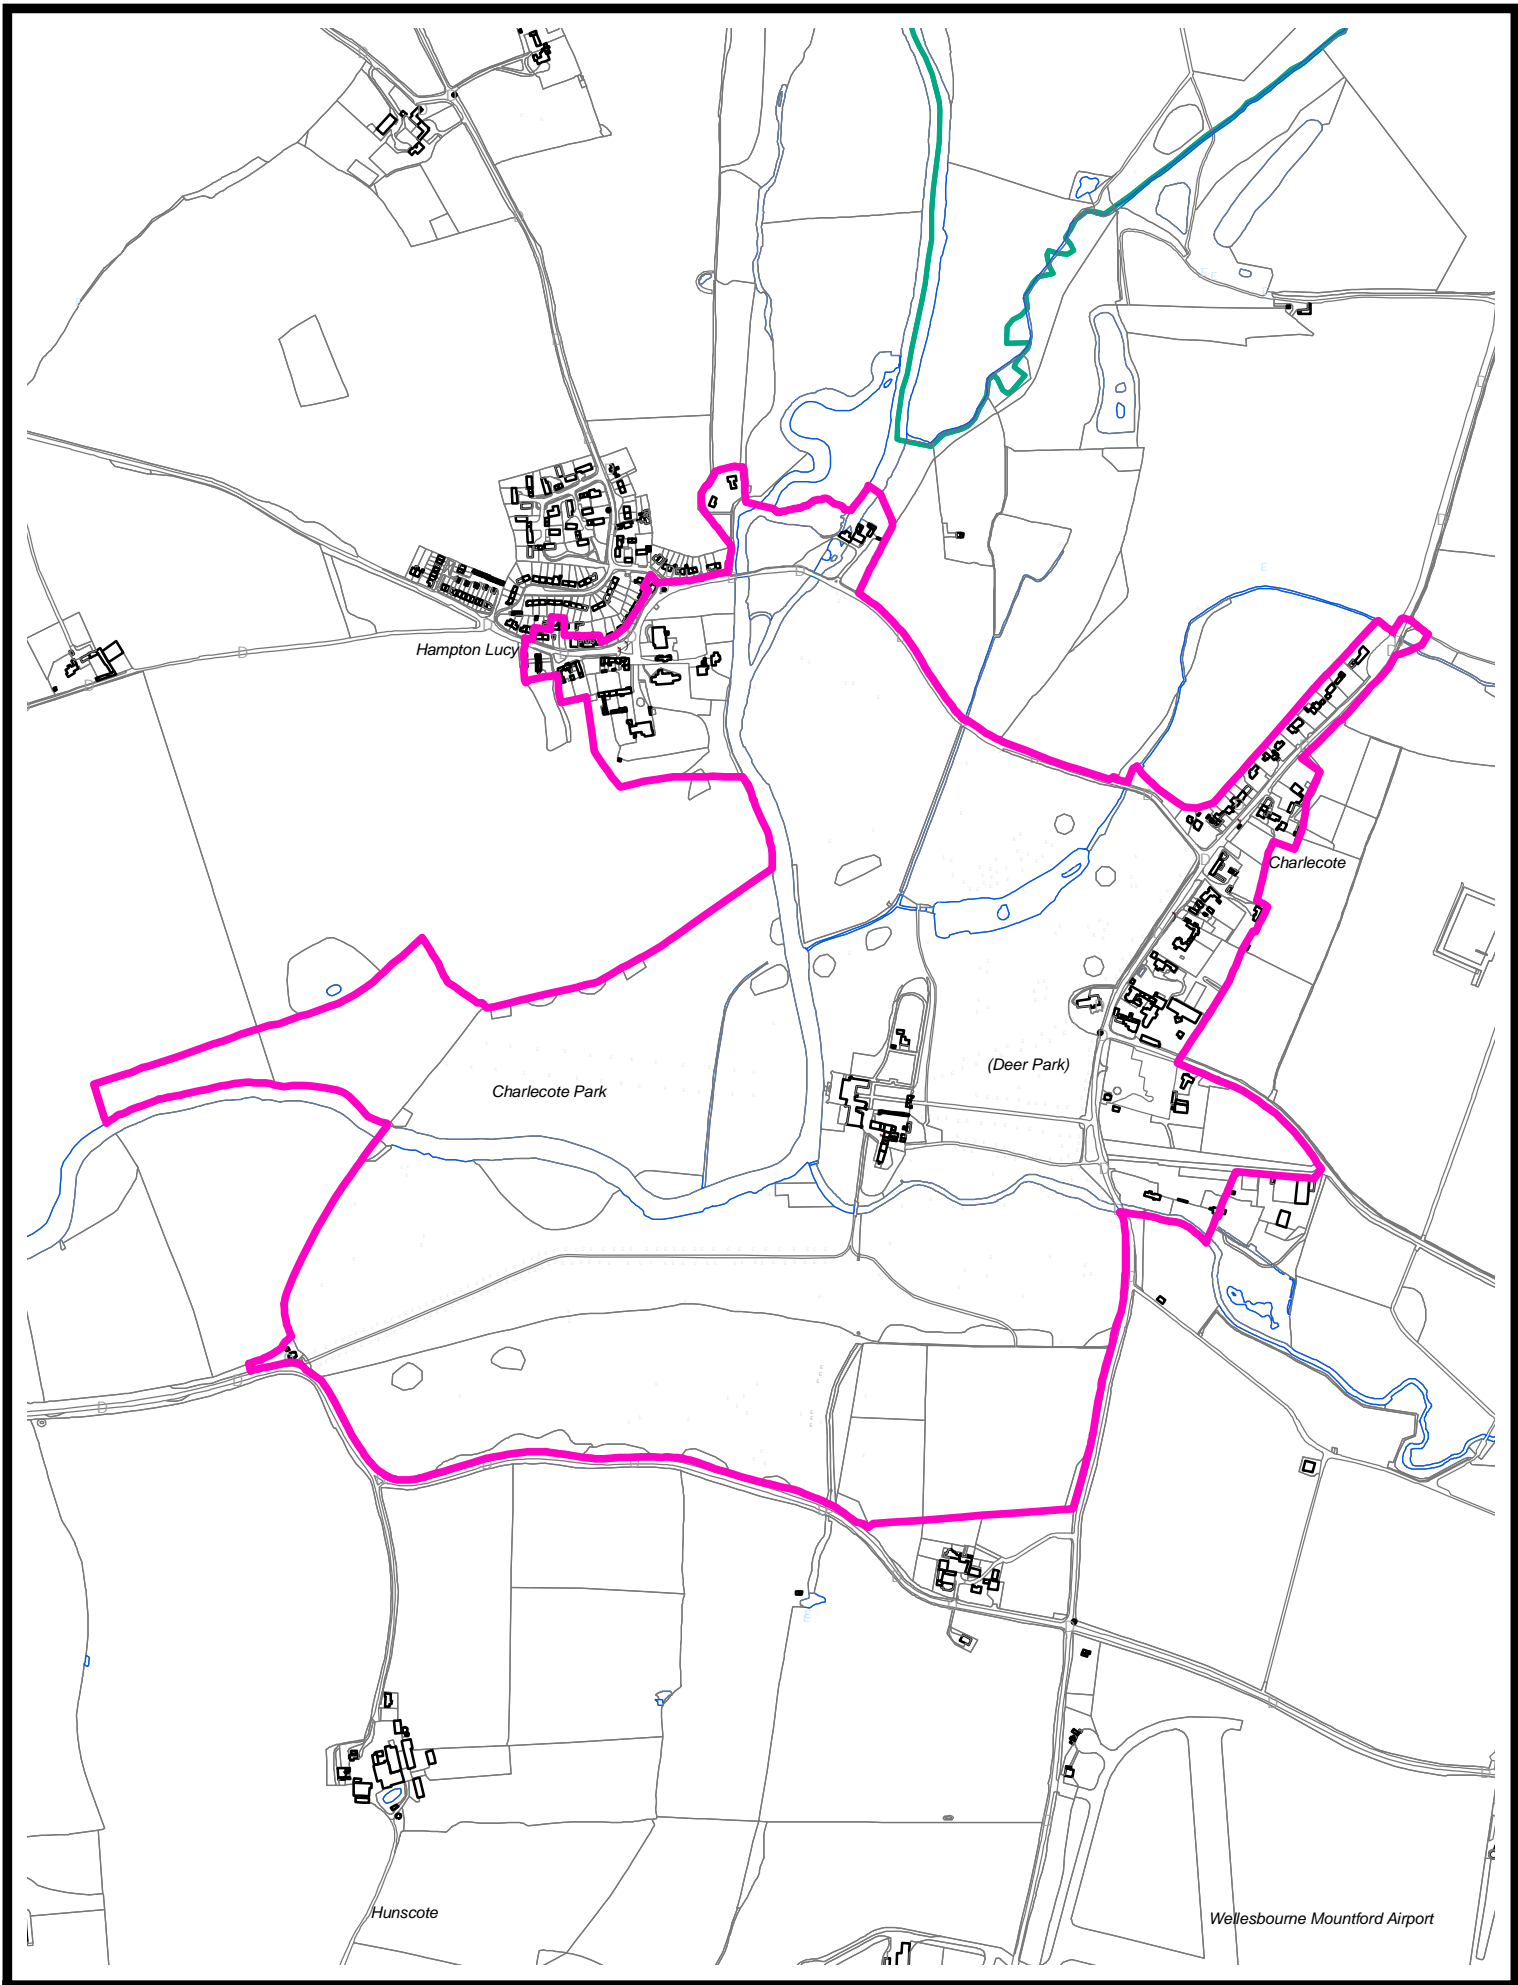 Hampton Lucy
Charlecote
(Deer Park)
Charlecote Park
Hunscote
Wellesbourne Mountford Airport